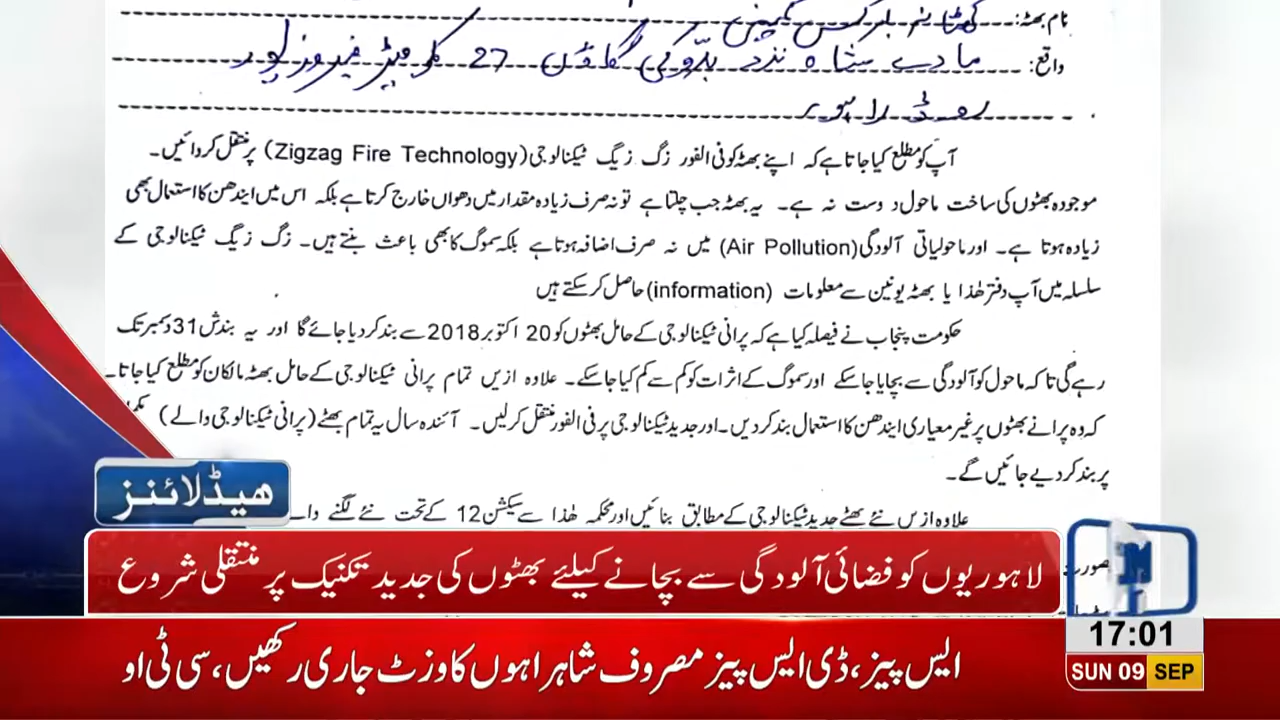 نام بھٹہ:
واقع: مادے شاہ نزد بڈوکی گاؤں 27 کلو میٹر فیروزپور
روڈ لاہور
آپ کو مطلع کیا جاتا ہے کہ اپنے بھٹہ کو فی الفور زگ زیگ ٹیکنالوجی (Zigzag Fire Technology) پر منتقل کروائیں۔
موجودہ بھٹوں کی ساخت ماحول دوست نہ ہے۔ یہ بھٹہ جب چلتا ہے تو نہ صرف زیادہ مقدار میں دھواں خارج کرتا ہے بلکہ اس میں ایندھن کا استعمال بھی
زیادہ ہوتا ہے۔ اور ماحولیاتی آلودگی (Air Pollution) میں نہ صرف اضافہ ہوتا ہے بلکہ سموگ کا بھی باعث بنتے ہیں۔ زگ زیگ ٹیکنالوجی کے
سلسلہ میں آپ دفتر ھٰذا یا بھٹہ یونین سے معلومات (information) حاصل کر سکتے ہیں
حکومت پنجاب نے فیصلہ کیا ہے کہ پرانی ٹیکنالوجی کے حامل بھٹوں کو 20 اکتوبر 2018 سے بند کر دیا جائے گا اور یہ بندش 31 دسمبر تک
رہے گی تاکہ ماحول کو آلودگی سے بچایا جا سکے اور سموگ کے اثرات کو کم سے کم کیا جا سکے۔ علاوہ ازیں تمام پرانی ٹیکنالوجی کے حامل بھٹہ مالکان کو مطلع کیا جاتا۔
کہ وہ پرانے بھٹوں پر غیر معیاری ایندھن کا استعمال بند کر دیں۔ اور جدید ٹیکنالوجی پر فی الفور منتقل کر لیں۔ آئندہ سال یہ تمام بھٹے (پرانی ٹیکنالوجی والے)
پر بند کر دیے جائیں گے۔
علاوہ ازیں نئے بھٹے جدید ٹیکنالوجی کے مطابق بنائیں اور محکمہ ھذا سے سیکشن 12 کے تحت نئے لگنے
صورت
ہیڈلائنز
لاہوریوں کو فضائی آلودگی سے بچانے کیلئے بھٹوں کی جدید تکنیک پر منتقلی شروع
ایس پیز، ڈی ایس پیز مصروف شاہراہوں کا وزٹ جاری رکھیں، سی ٹی او
17:01
SUN 09 SEP